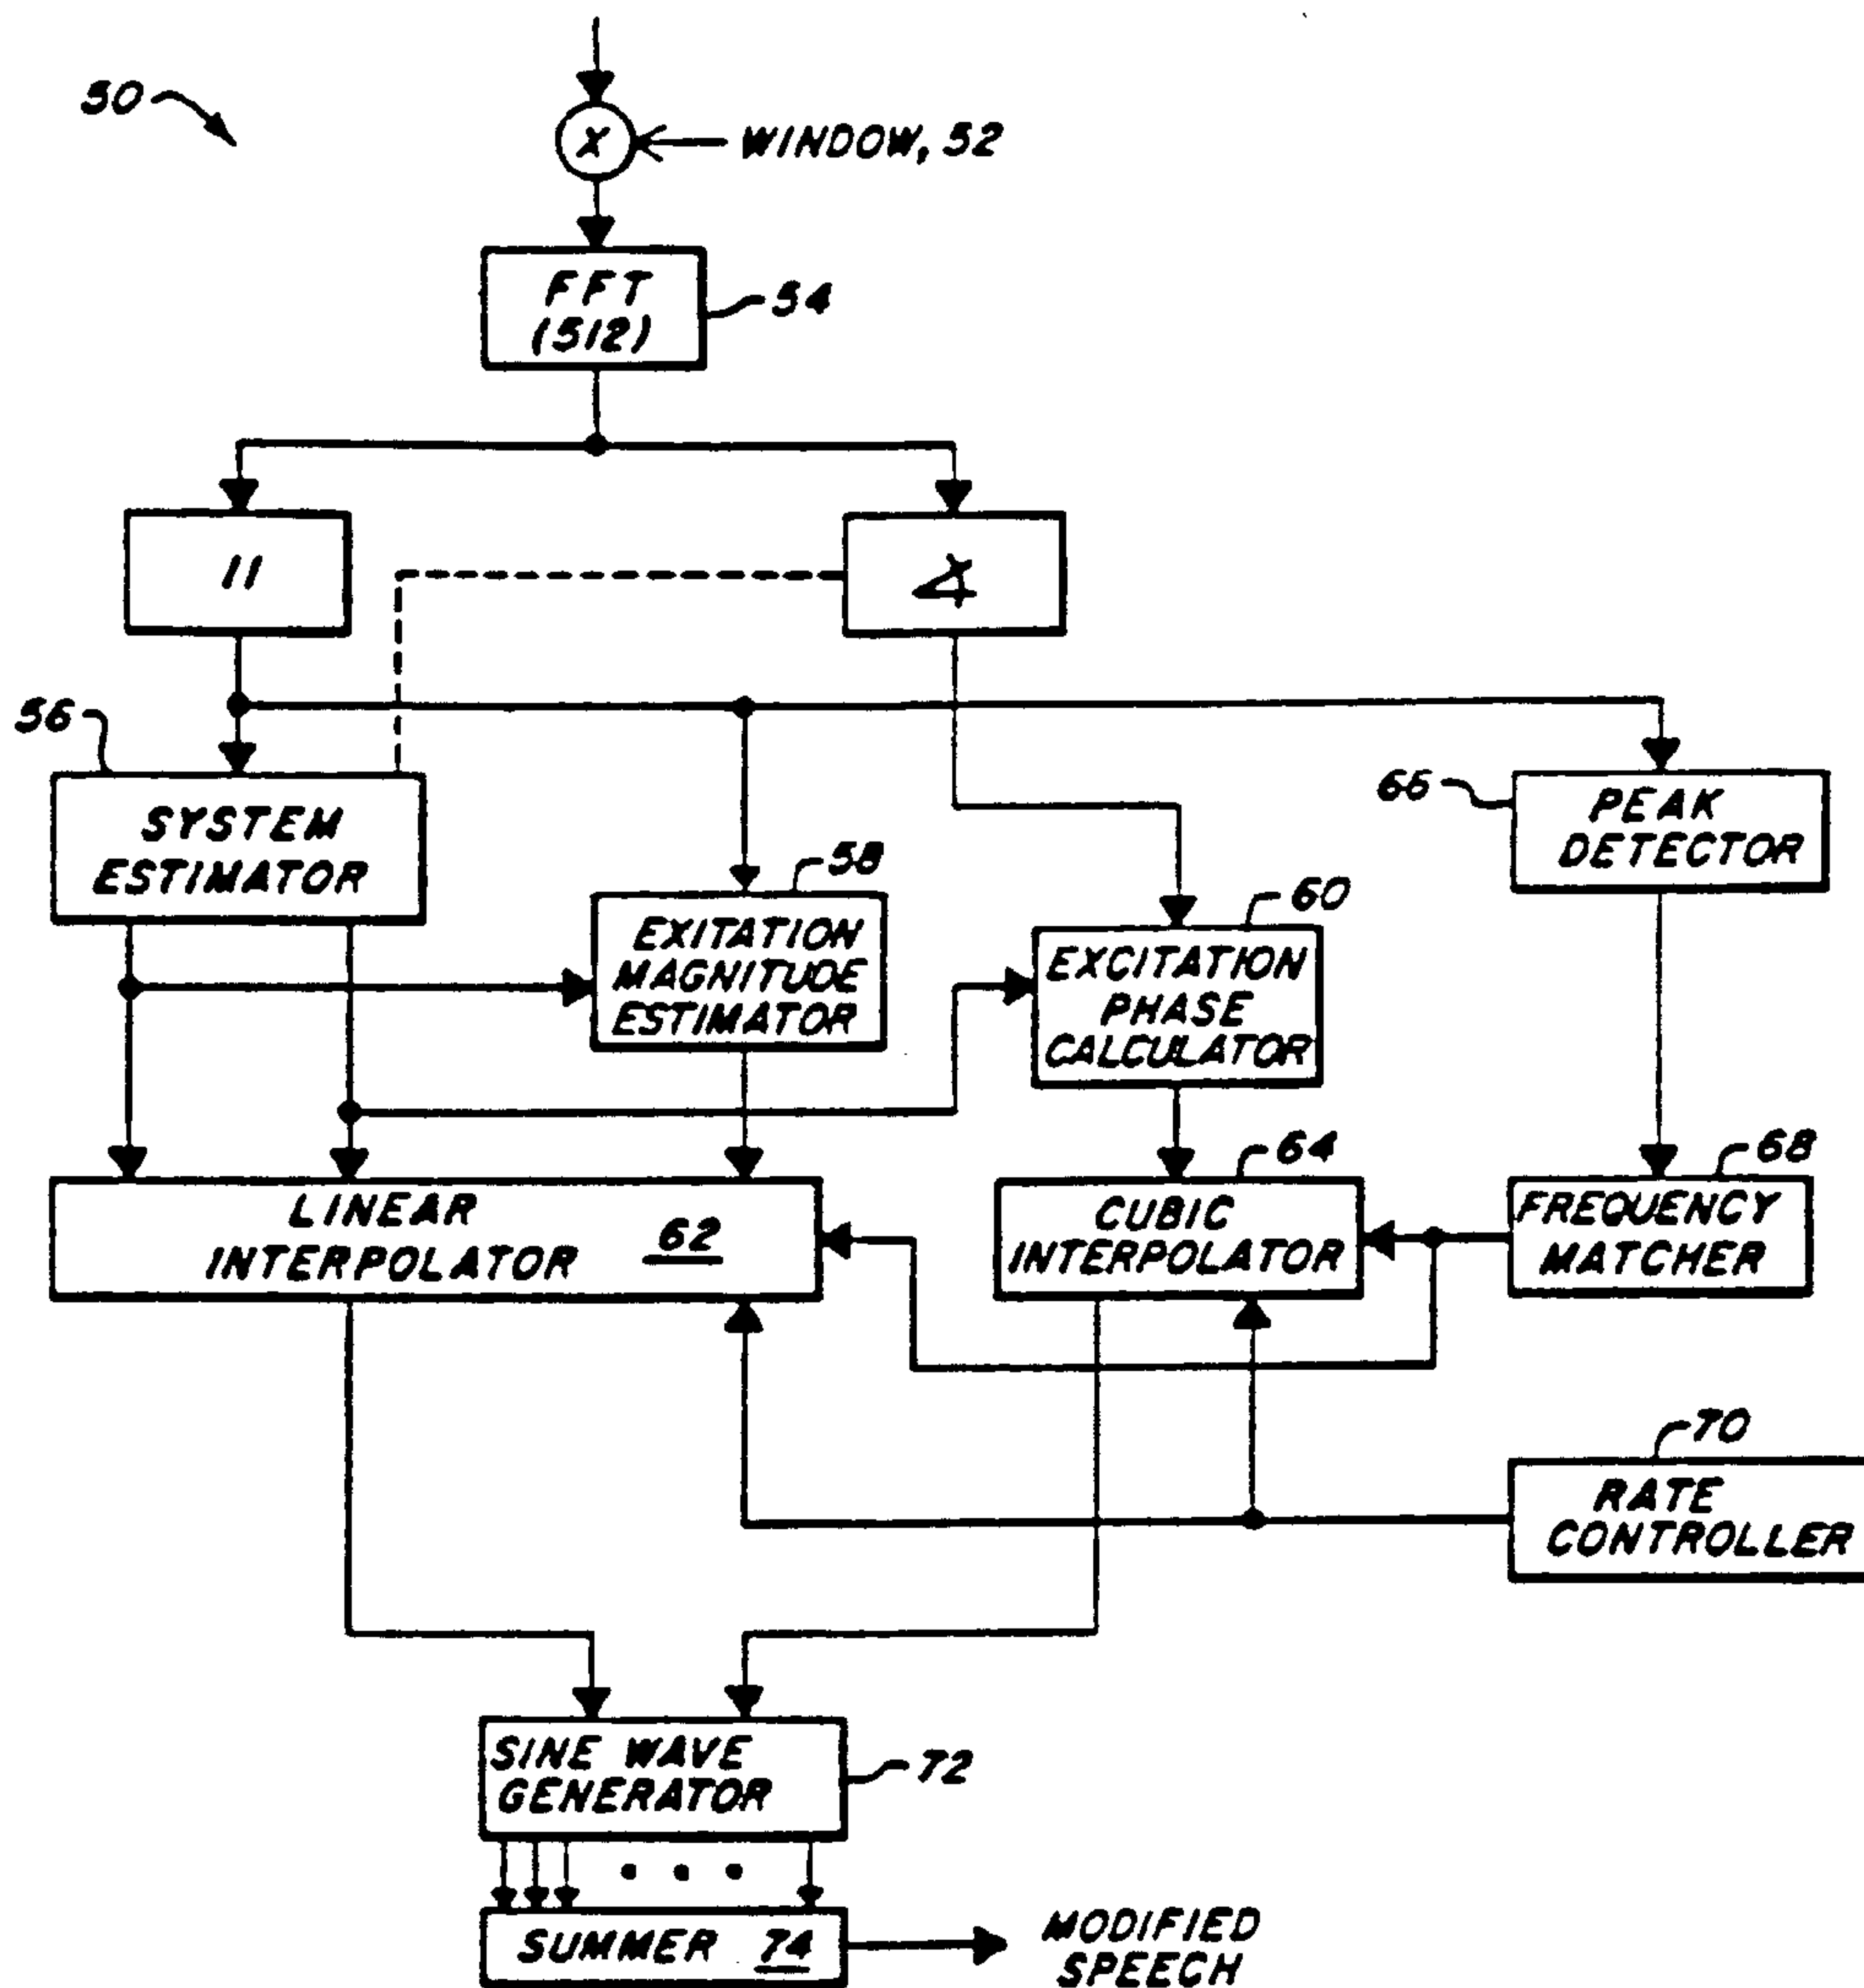 50
X
WINDOW, 52
FFT
(512)
54
||
∡
56
SYSTEM
ESTIMATOR
58
EXITATION
MAGNITUDE
ESTIMATOR
60
EXCITATION
PHASE
CALCULATOR
66
PEAK
DETECTOR
LINEAR
INTERPOLATOR 62
64
CUBIC
INTERPOLATOR
68
FREQUENCY
MATCHER
70
RATE
CONTROLLER
SINE WAVE
GENERATOR
72
• • •
SUMMER 74
MODIFIED
SPEECH